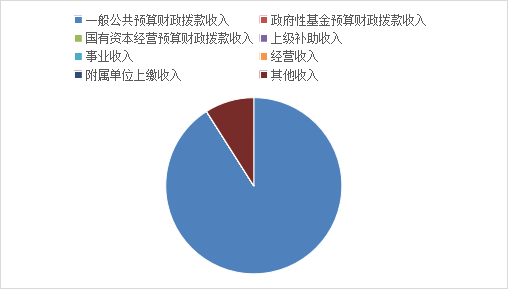 一般公共预算财政拨款收入 政府性基金预算财政拨款收入
国有资本经营预算财政拨款收入 上级补助收入
事业收入 经营收入
附属单位上缴收入 其他收入